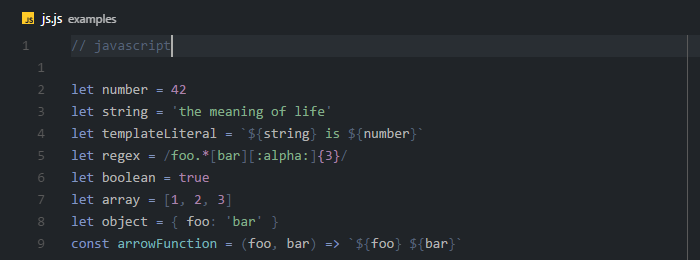 JS js.js examples
1 // javascript
1
2 let number = 42
3 let string = 'the meaning of life'
4 let templateLiteral = `${string} is ${number}`
5 let regex = /foo.*[bar][:alpha:]{3}/
6 let boolean = true
7 let array = [1, 2, 3]
8 let object = { foo: 'bar' }
9 const arrowFunction = (foo, bar) => `${foo} ${bar}`